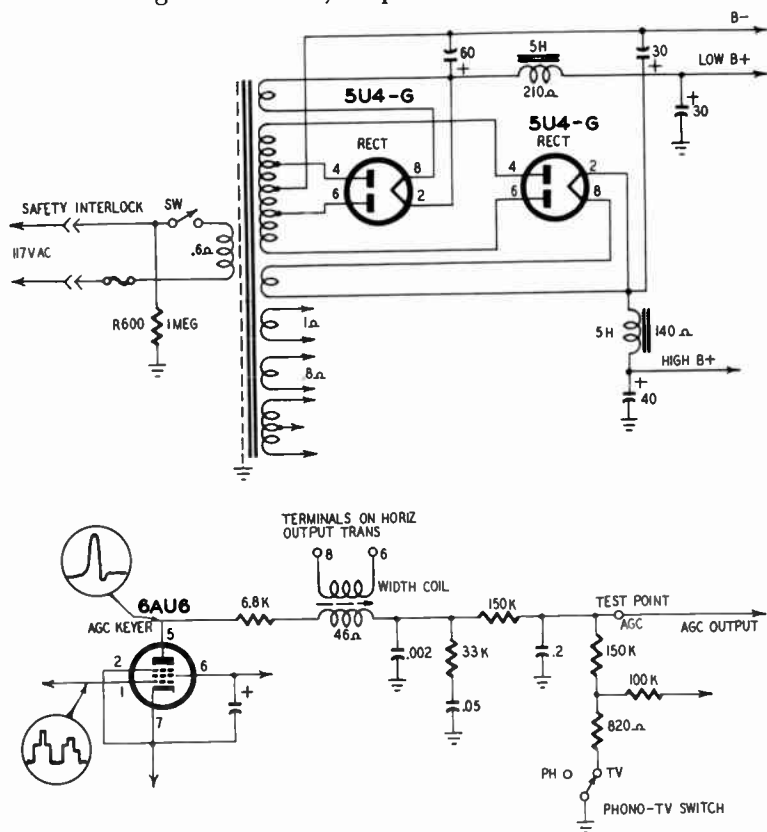 B-
60
+
5H
30
+
LOW B+
210Ω
+
30
5U4-G
RECT
4
8
6
2
5U4-G
RECT
4
2
6
8
SAFETY INTERLOCK
SW
.6Ω
117VAC
R600
1MEG
1Ω
.8Ω
5H
140Ω
HIGH B+
+
40
TERMINALS ON HORIZ
OUTPUT TRANS
8
6
WIDTH COIL
6AU6
AGC KEYER
5
6.8K
46Ω
150K
TEST POINT
AGC
AGC OUTPUT
2
1
6
7
+
.002
33K
.05
.2
150K
100K
820Ω
PH
TV
PHONO-TV SWITCH